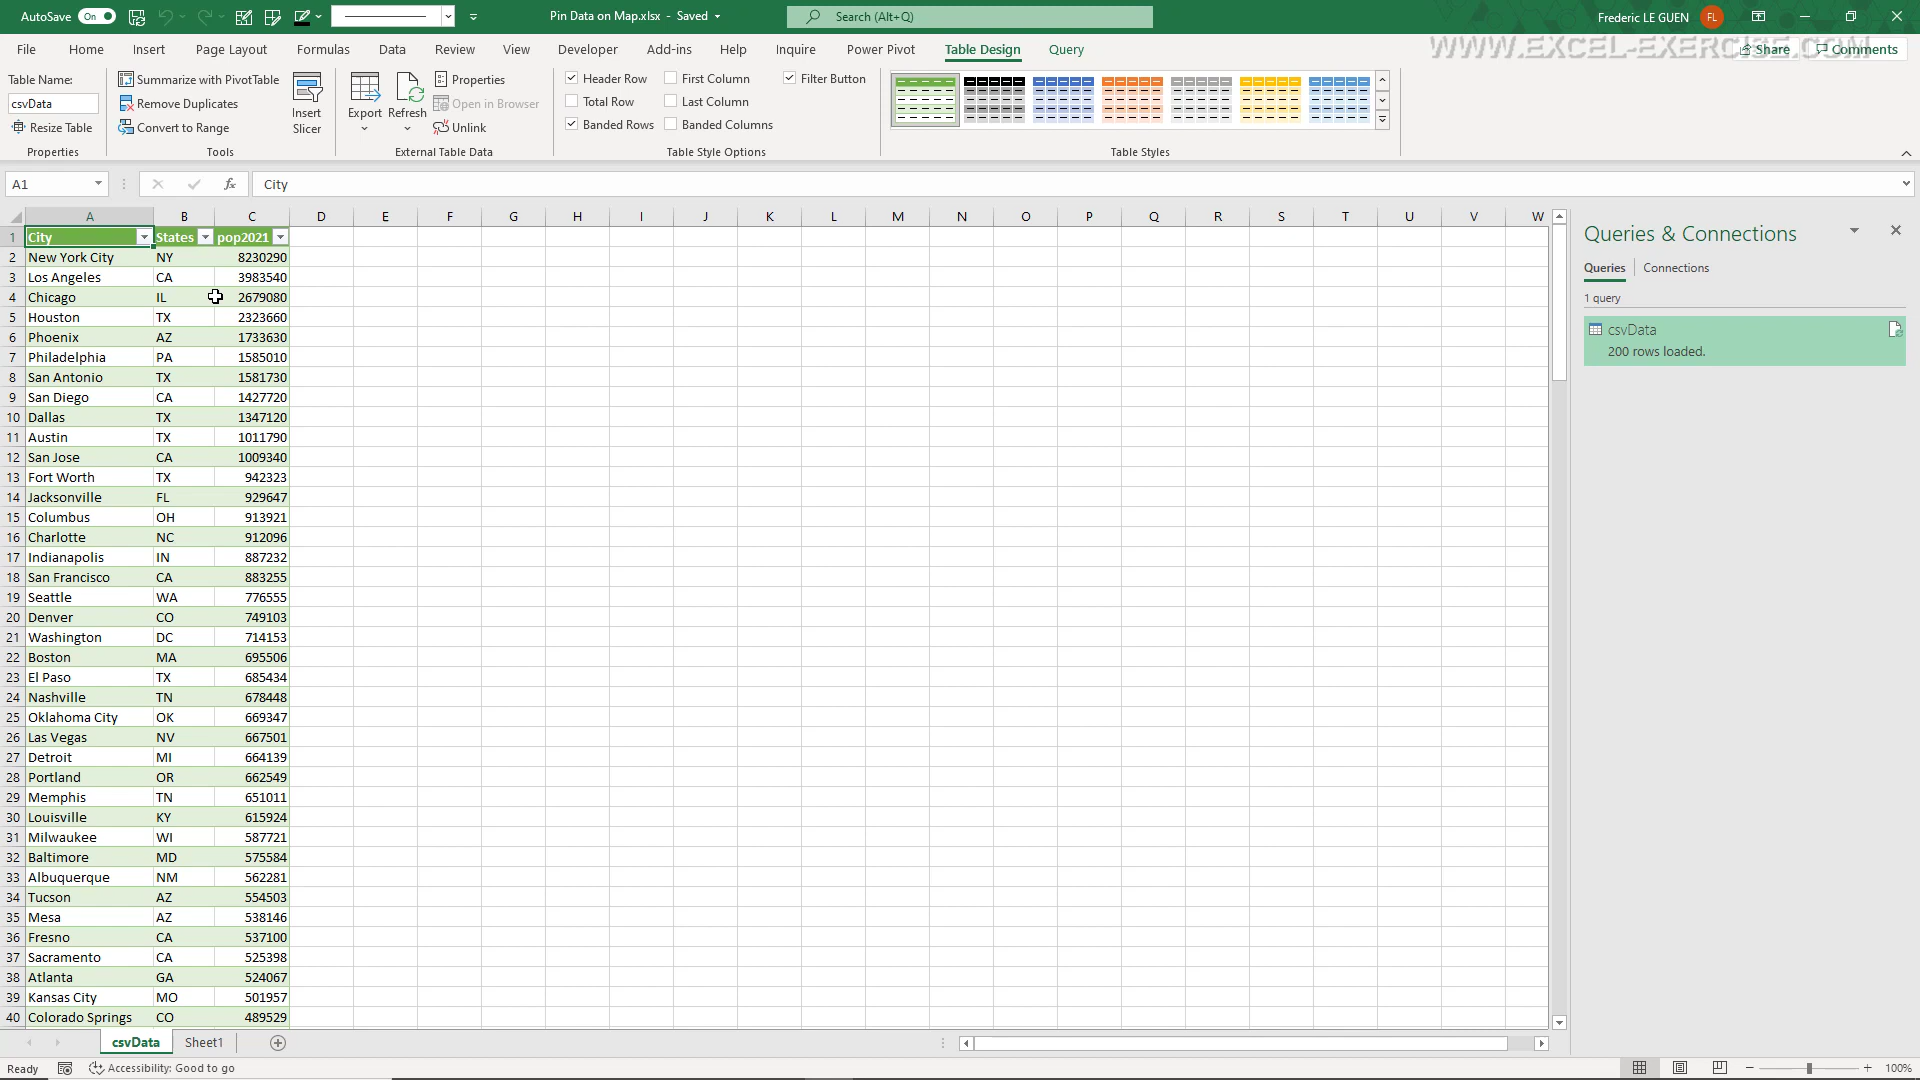 AutoSave On Pin Data on Map.xlsx - Saved Search (Alt+Q) Frederic LE GUEN FL
File Home Insert Page Layout Formulas Data Review View Developer Add-ins Help Inquire Power Pivot Table Design Query Share Comments
WWW.EXCEL-EXERCISE.COM
Table Name:
csvData
Resize Table
Properties
Summarize with PivotTable
Remove Duplicates
Convert to Range
Insert
Slicer
Tools
Export
Refresh
Properties
Open in Browser
Unlink
External Table Data
Header Row First Column Filter Button
Total Row Last Column
Banded Rows Banded Columns
Table Style Options
Table Styles
A1 fx City
A B C D E F G H I J K L M N O P Q R S T U V W
1 City States pop2021
2 New York City NY 8230290
3 Los Angeles CA 3983540
4 Chicago IL 2679080
5 Houston TX 2323660
6 Phoenix AZ 1733630
7 Philadelphia PA 1585010
8 San Antonio TX 1581730
9 San Diego CA 1427720
10 Dallas TX 1347120
11 Austin TX 1011790
12 San Jose CA 1009340
13 Fort Worth TX 942323
14 Jacksonville FL 929647
15 Columbus OH 913921
16 Charlotte NC 912096
17 Indianapolis IN 887232
18 San Francisco CA 883255
19 Seattle WA 776555
20 Denver CO 749103
21 Washington DC 714153
22 Boston MA 695506
23 El Paso TX 685434
24 Nashville TN 678448
25 Oklahoma City OK 669347
26 Las Vegas NV 667501
27 Detroit MI 664139
28 Portland OR 662549
29 Memphis TN 651011
30 Louisville KY 615924
31 Milwaukee WI 587721
32 Baltimore MD 575584
33 Albuquerque NM 562281
34 Tucson AZ 554503
35 Mesa AZ 538146
36 Fresno CA 537100
37 Sacramento CA 525398
38 Atlanta GA 524067
39 Kansas City MO 501957
40 Colorado Springs CO 489529
Queries & Connections
Queries Connections
1 query
csvData
200 rows loaded.
csvData Sheet1
Ready Accessibility: Good to go 100%